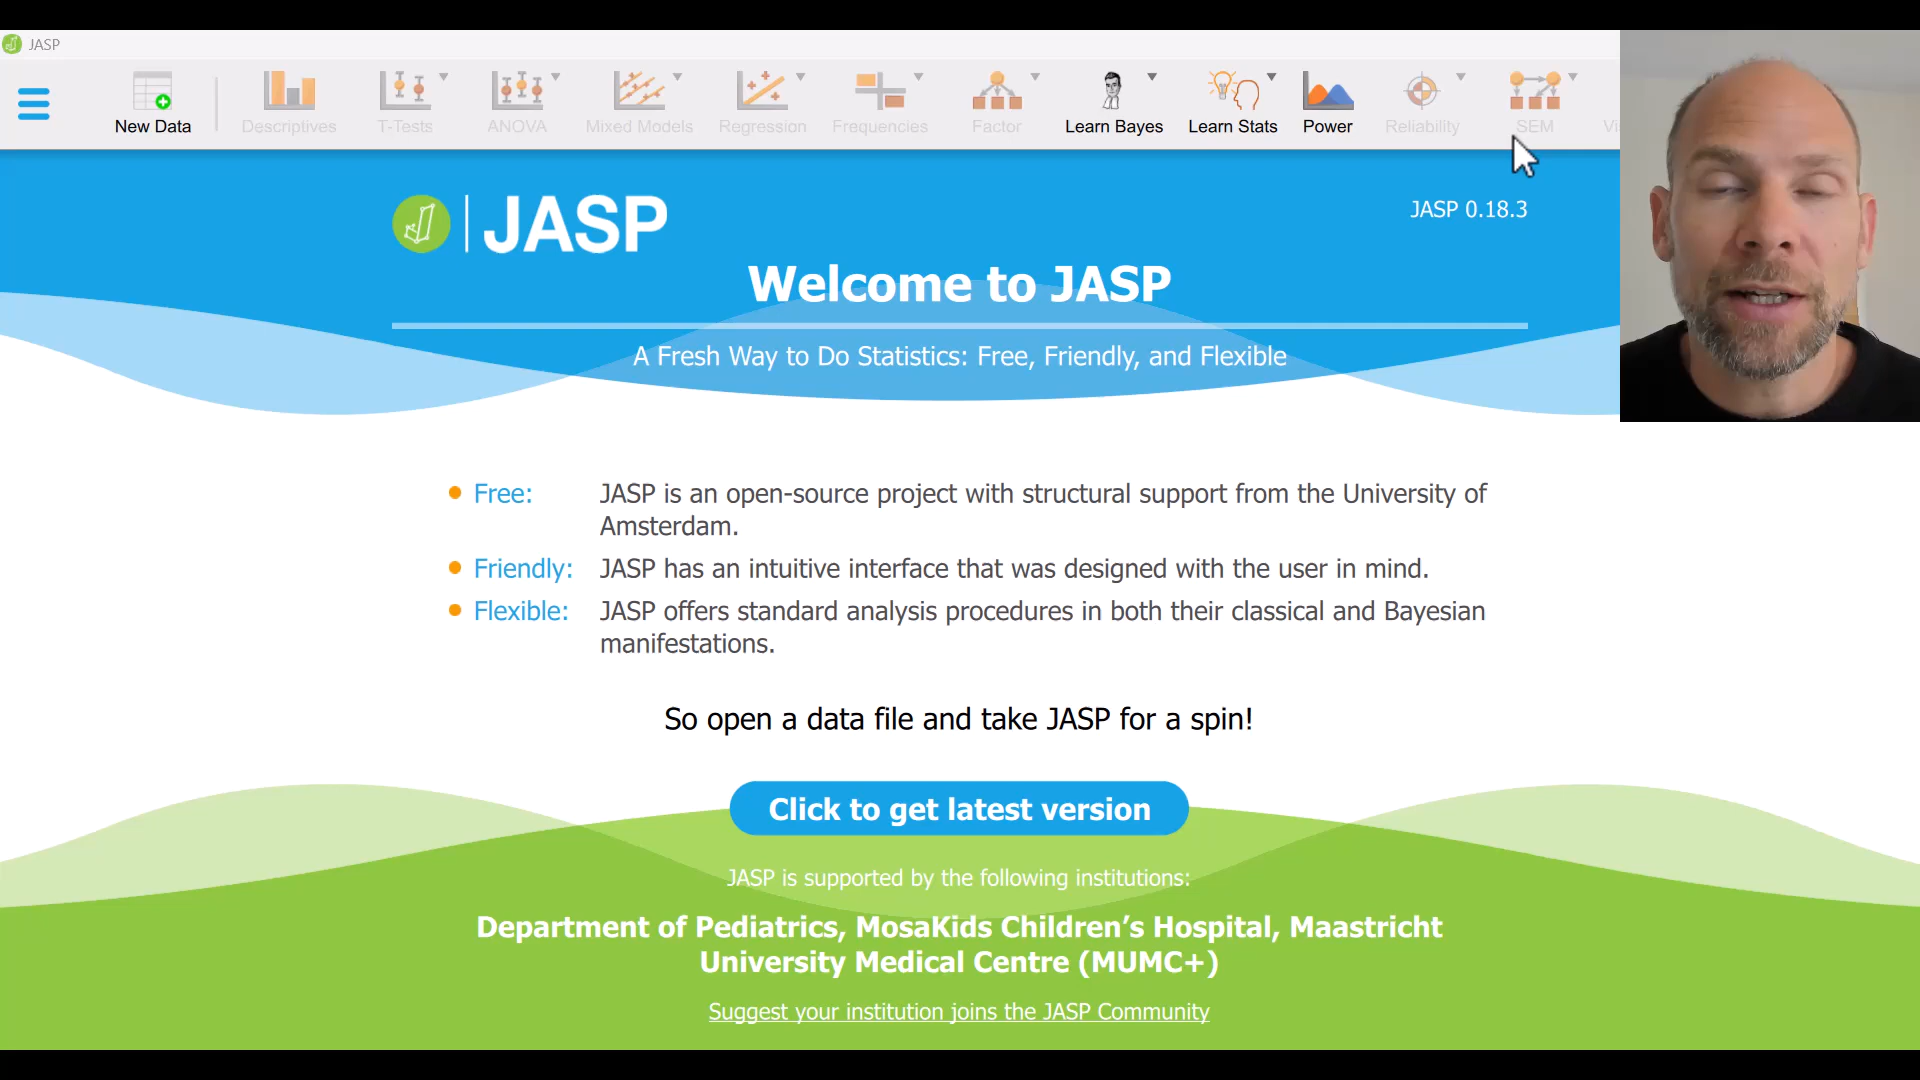 JASP
New Data
Descriptives
T-Tests
ANOVA
Mixed Models
Regression
Frequencies
Factor
Learn Bayes
Learn Stats
Power
Reliability
SEM
JASP
JASP 0.18.3
Welcome to JASP
A Fresh Way to Do Statistics: Free, Friendly, and Flexible
Free: JASP is an open-source project with structural support from the University of
Amsterdam.
Friendly: JASP has an intuitive interface that was designed with the user in mind.
Flexible: JASP offers standard analysis procedures in both their classical and Bayesian
manifestations.
So open a data file and take JASP for a spin!
Click to get latest version
JASP is supported by the following institutions:
Department of Pediatrics, MosaKids Children’s Hospital, Maastricht
University Medical Centre (MUMC+)
Suggest your institution joins the JASP Community